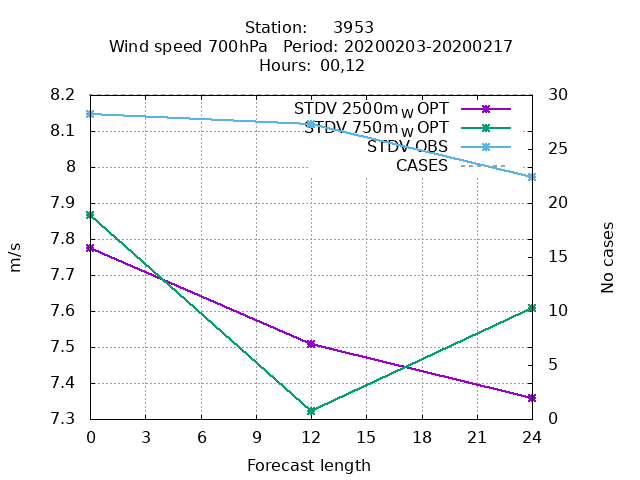 Station: 3953
Wind speed 700hPa Period: 20200203-20200217
Hours: 00,12
8.2
8.1
8
7.9
7.8
7.7
7.6
7.5
7.4
7.3
m/s
STDV 2500m W OPT
STDV 750m W OPT
STDV OBS
CASES
30
25
20
15
10
5
0
No cases
0 3 6 9 12 15 18 21 24
Forecast length